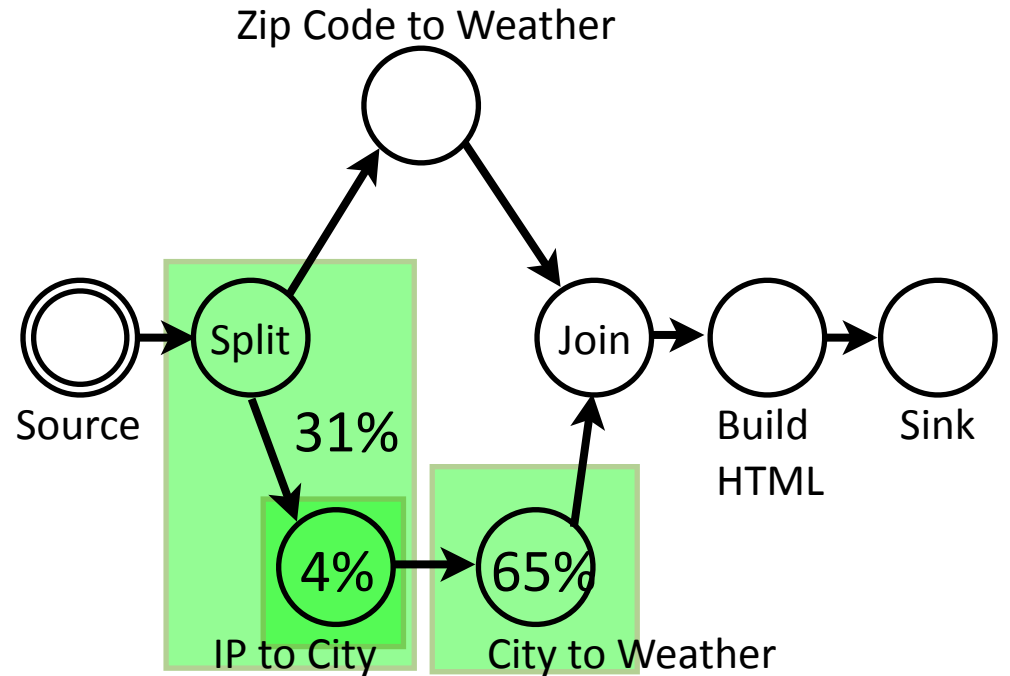 Zip Code to Weather
Split
Join
Source
31%
Build
HTML
Sink
4%
65%
IP to City
City to Weather